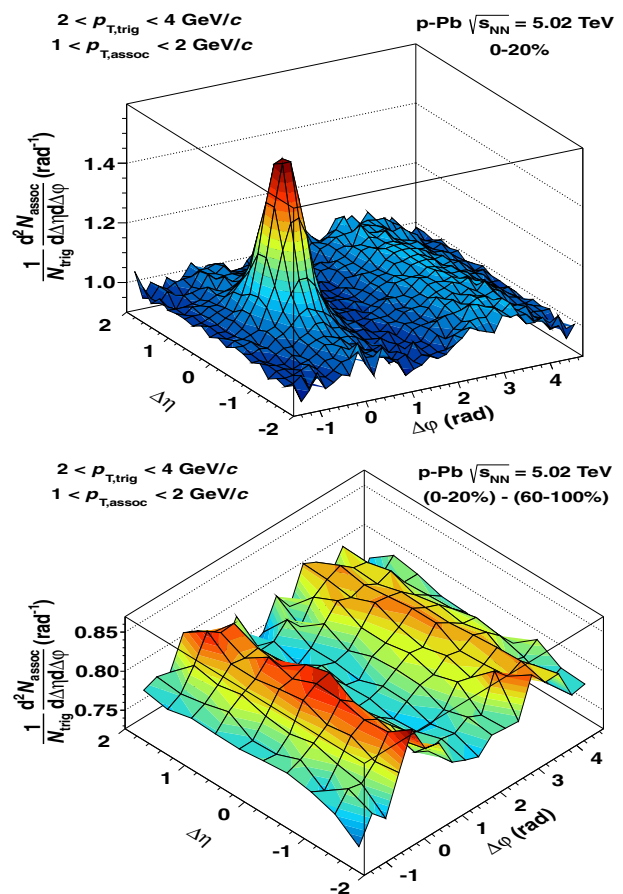 2 < pT,trig < 4 GeV/c
1 < pT,assoc < 2 GeV/c
p-Pb √sNN = 5.02 TeV
0-20%
1/Ntrig d²Nassoc/dΔηdΔφ (rad⁻¹)
1.4
1.2
1.0
2
1
0
-1
-2
Δη
-1
0
1
2
3
4
Δφ (rad)
2 < pT,trig < 4 GeV/c
1 < pT,assoc < 2 GeV/c
p-Pb √sNN = 5.02 TeV
(0-20%) - (60-100%)
1/Ntrig d²Nassoc/dΔηdΔφ (rad⁻¹)
0.85
0.80
0.75
2
1
0
-1
-2
Δη
-1
0
1
2
3
4
Δφ (rad)